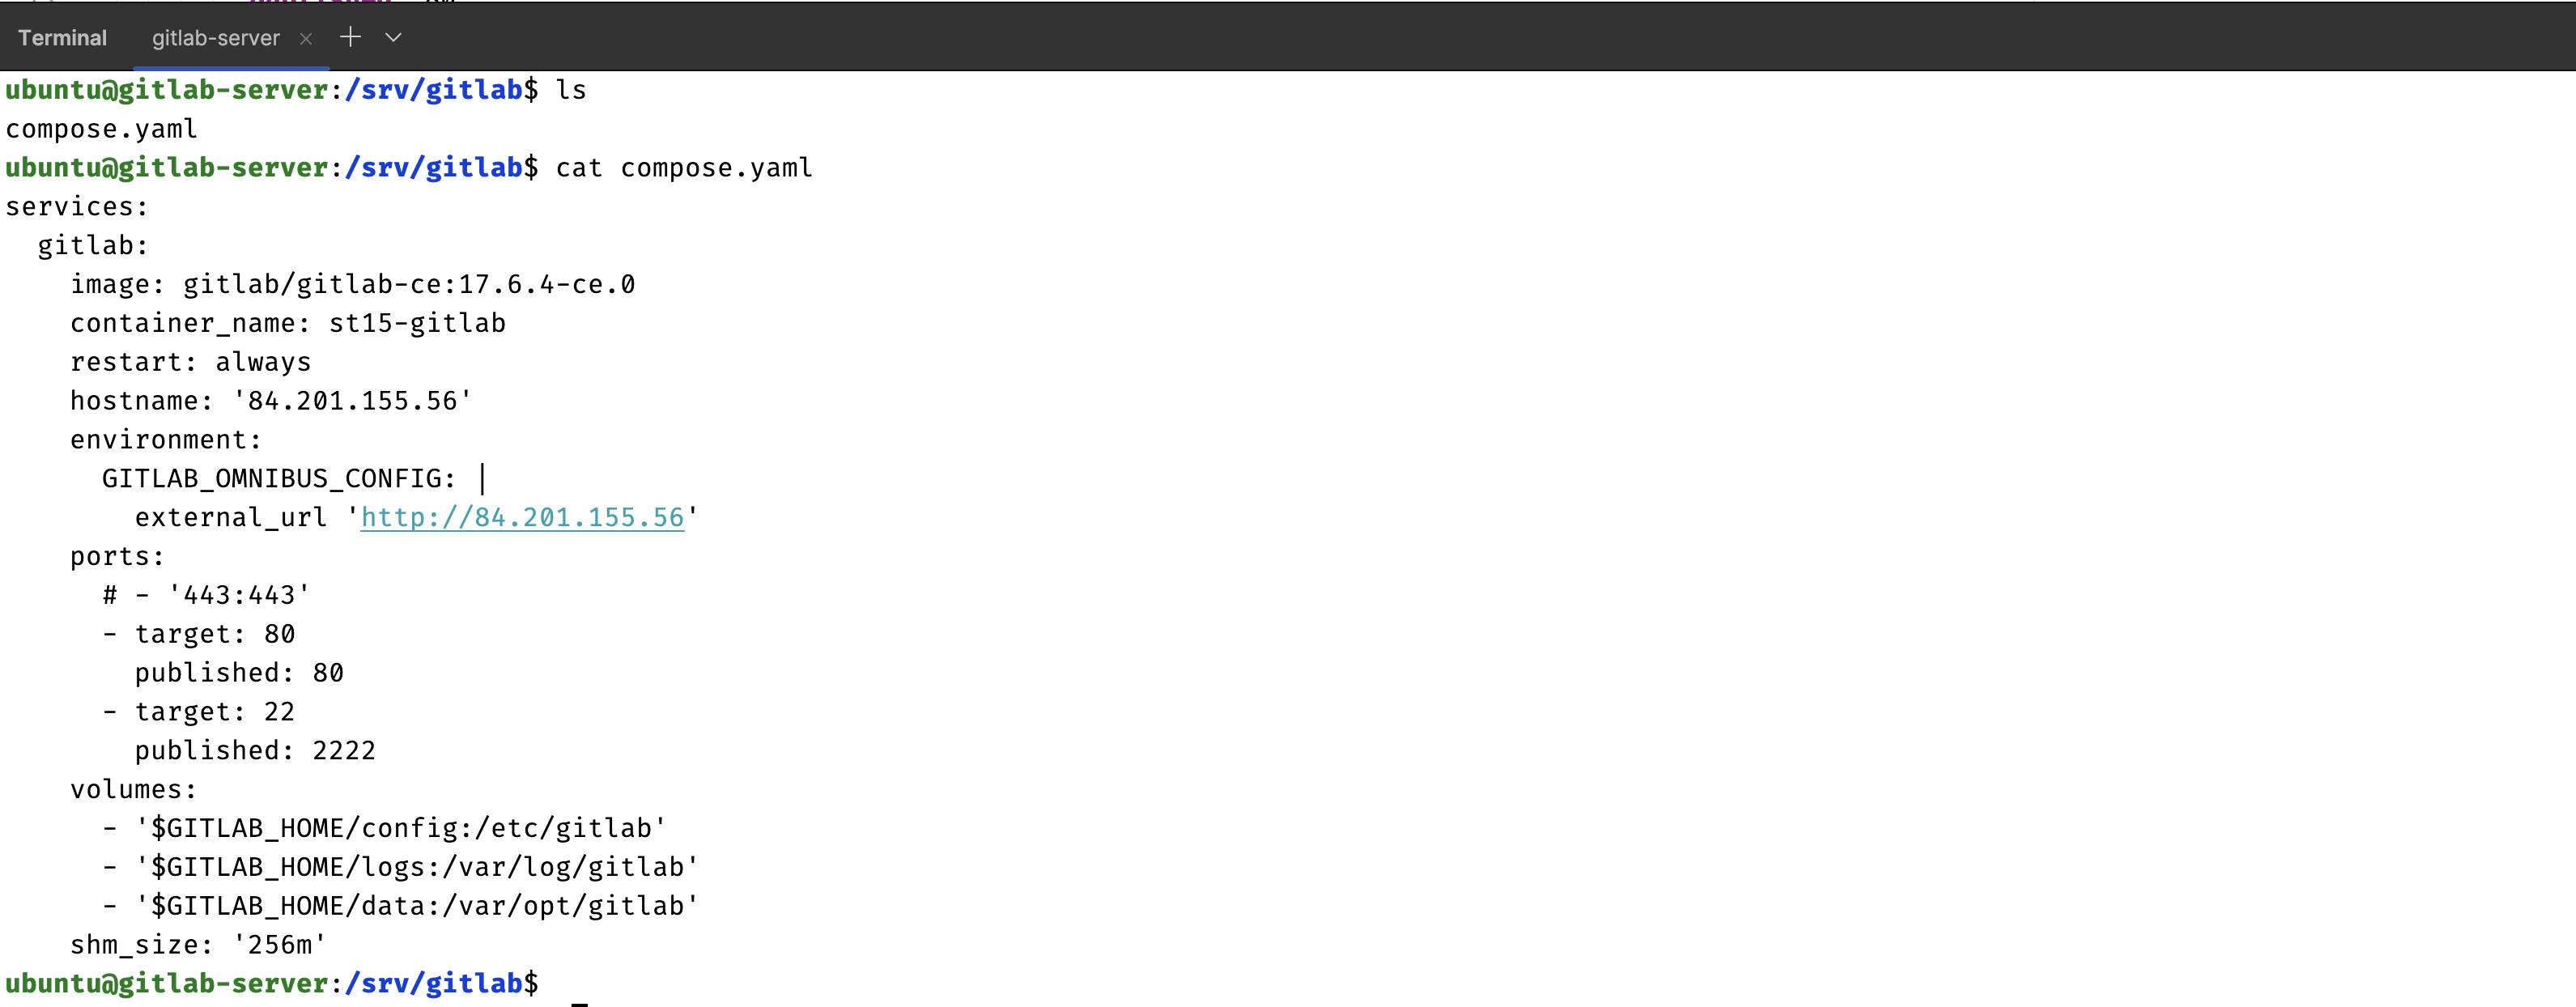 Terminal gitlab-server × + 
ubuntu@gitlab-server:/srv/gitlab$ ls
compose.yaml
ubuntu@gitlab-server:/srv/gitlab$ cat compose.yaml
services:
  gitlab:
    image: gitlab/gitlab-ce:17.6.4-ce.0
    container_name: st15-gitlab
    restart: always
    hostname: '84.201.155.56'
    environment:
      GITLAB_OMNIBUS_CONFIG: |
        external_url 'http://84.201.155.56'
    ports:
      # - '443:443'
      - target: 80
        published: 80
      - target: 22
        published: 2222
    volumes:
      - '$GITLAB_HOME/config:/etc/gitlab'
      - '$GITLAB_HOME/logs:/var/log/gitlab'
      - '$GITLAB_HOME/data:/var/opt/gitlab'
    shm_size: '256m'
ubuntu@gitlab-server:/srv/gitlab$